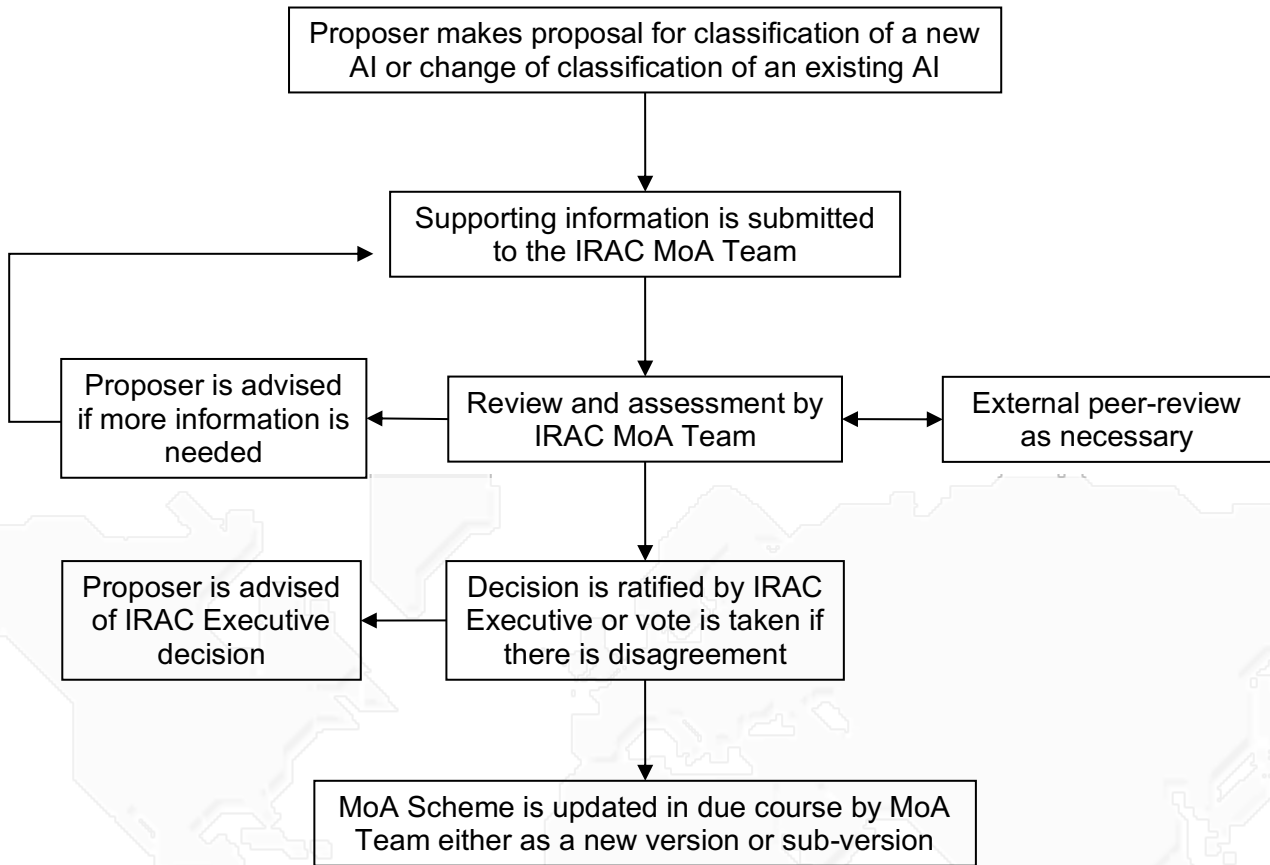 Proposer makes proposal for classification of a new
AI or change of classification of an existing AI
Supporting information is submitted
to the IRAC MoA Team
Proposer is advised
if more information is
needed
Review and assessment by
IRAC MoA Team
External peer-review
as necessary
Proposer is advised
of IRAC Executive
decision
Decision is ratified by IRAC
Executive or vote is taken if
there is disagreement
MoA Scheme is updated in due course by MoA
Team either as a new version or sub-version